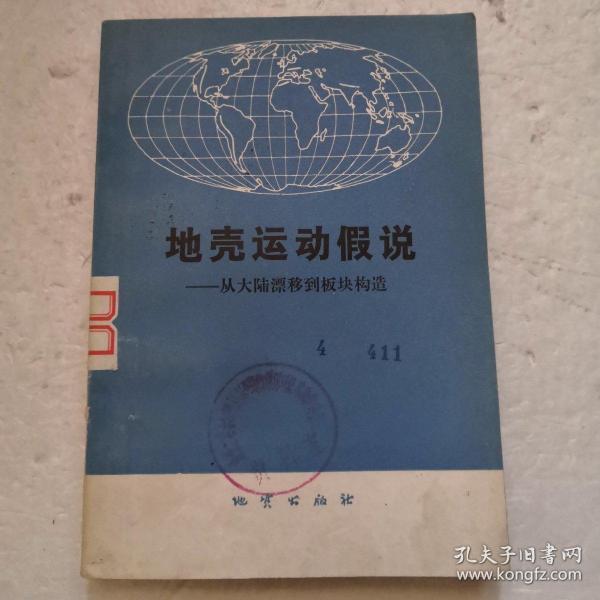 地壳运动假说
——从大陆漂移到板块构造
4 411
地质出版社
孔夫子旧书网
www.kongfz.com